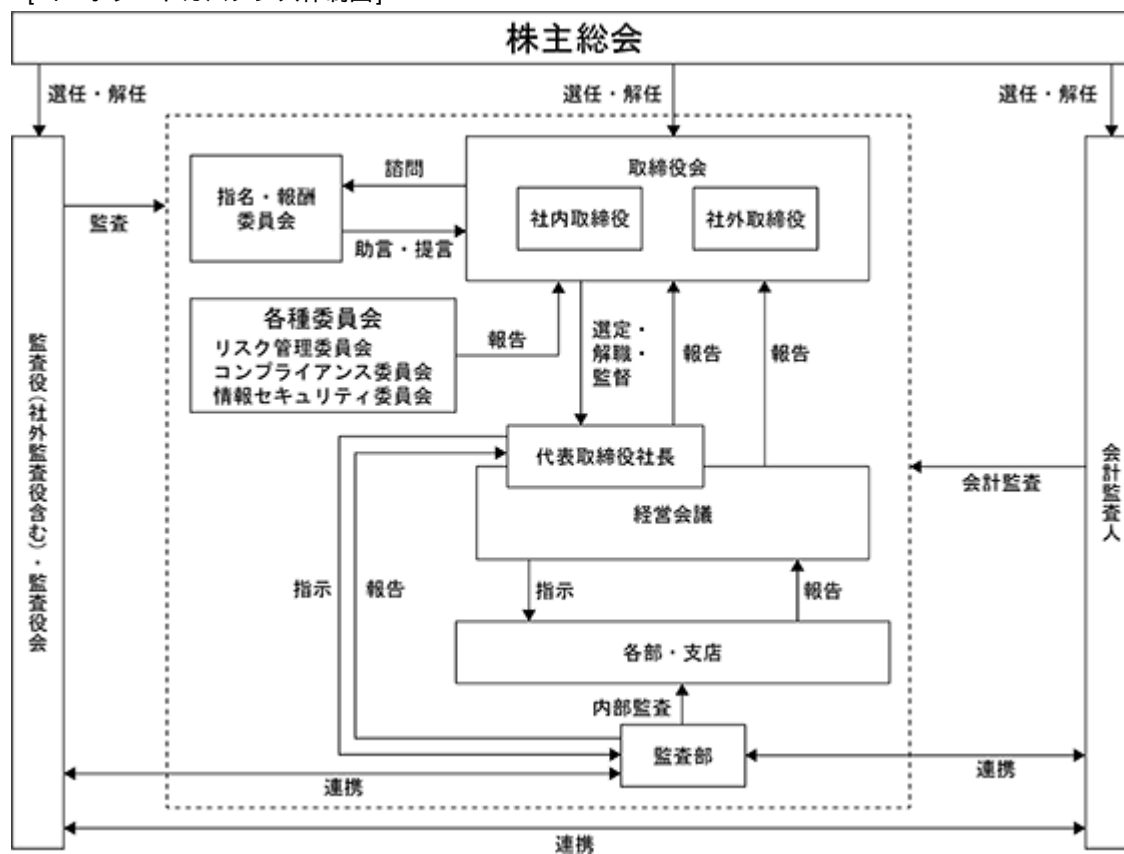 株主総会
選任・解任
選任・解任
選任・解任
諮問
取締役会
指名・報酬
委員会
社内取締役
社外取締役
監査
助言・提言
各種委員会
リスク管理委員会
コンプライアンス委員会
情報セキュリティ委員会
報告
選定・
解職・
監督
報告
報告
監査役(社外監査役含む)・監査役会
代表取締役社長
会計監査
会計監査人
経営会議
指示
報告
指示
報告
各部・支店
内部監査
監査部
連携
連携
連携